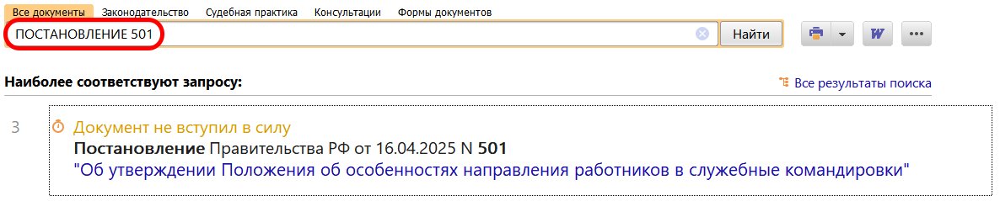 Все документы Законодательство Судебная практика Консультации Формы документов
ПОСТАНОВЛЕНИЕ 501 Найти W
Наиболее соответствуют запросу: Все результаты поиска
3 Документ не вступил в силу
Постановление Правительства РФ от 16.04.2025 N 501
"Об утверждении Положения об особенностях направления работников в служебные командировки"